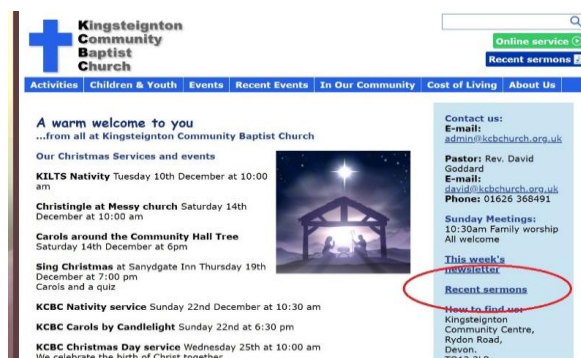 Kingsteignton
Community
Baptist
Church
Online service
Recent sermons
Activities Children & Youth Events Recent Events In Our Community Cost of Living About Us
A warm welcome to you
...from all at Kingsteignton Community Baptist Church
Our Christmas Services and events
KILTS Nativity Tuesday 10th December at 10:00
am
Christingle at Messy church Saturday 14th
December at 10:00 am
Carols around the Community Hall Tree
Saturday 14th December at 6pm
Sing Christmas at Sanydgate Inn Thursday 19th
December at 7:00 pm
Carols and a quiz
KCBC Nativity service Sunday 22nd December at 10:30 am
KCBC Carols by Candlelight Sunday 22nd at 6:30 pm
KCBC Christmas Day service Wednesday 25th at 10:00 am
We celebrate the birth of Christ together
Contact us:
E-mail:
admin@kcbchurch.org.uk
Pastor: Rev. David
Goddard
E-mail:
david@kcbchurch.org.uk
Phone: 01626 368491
Sunday Meetings:
10:30am Family worship
All welcome
This week's
newsletter
Recent sermons
How to find us:
Kingsteignton
Community Centre,
Rydon Road,
Devon.